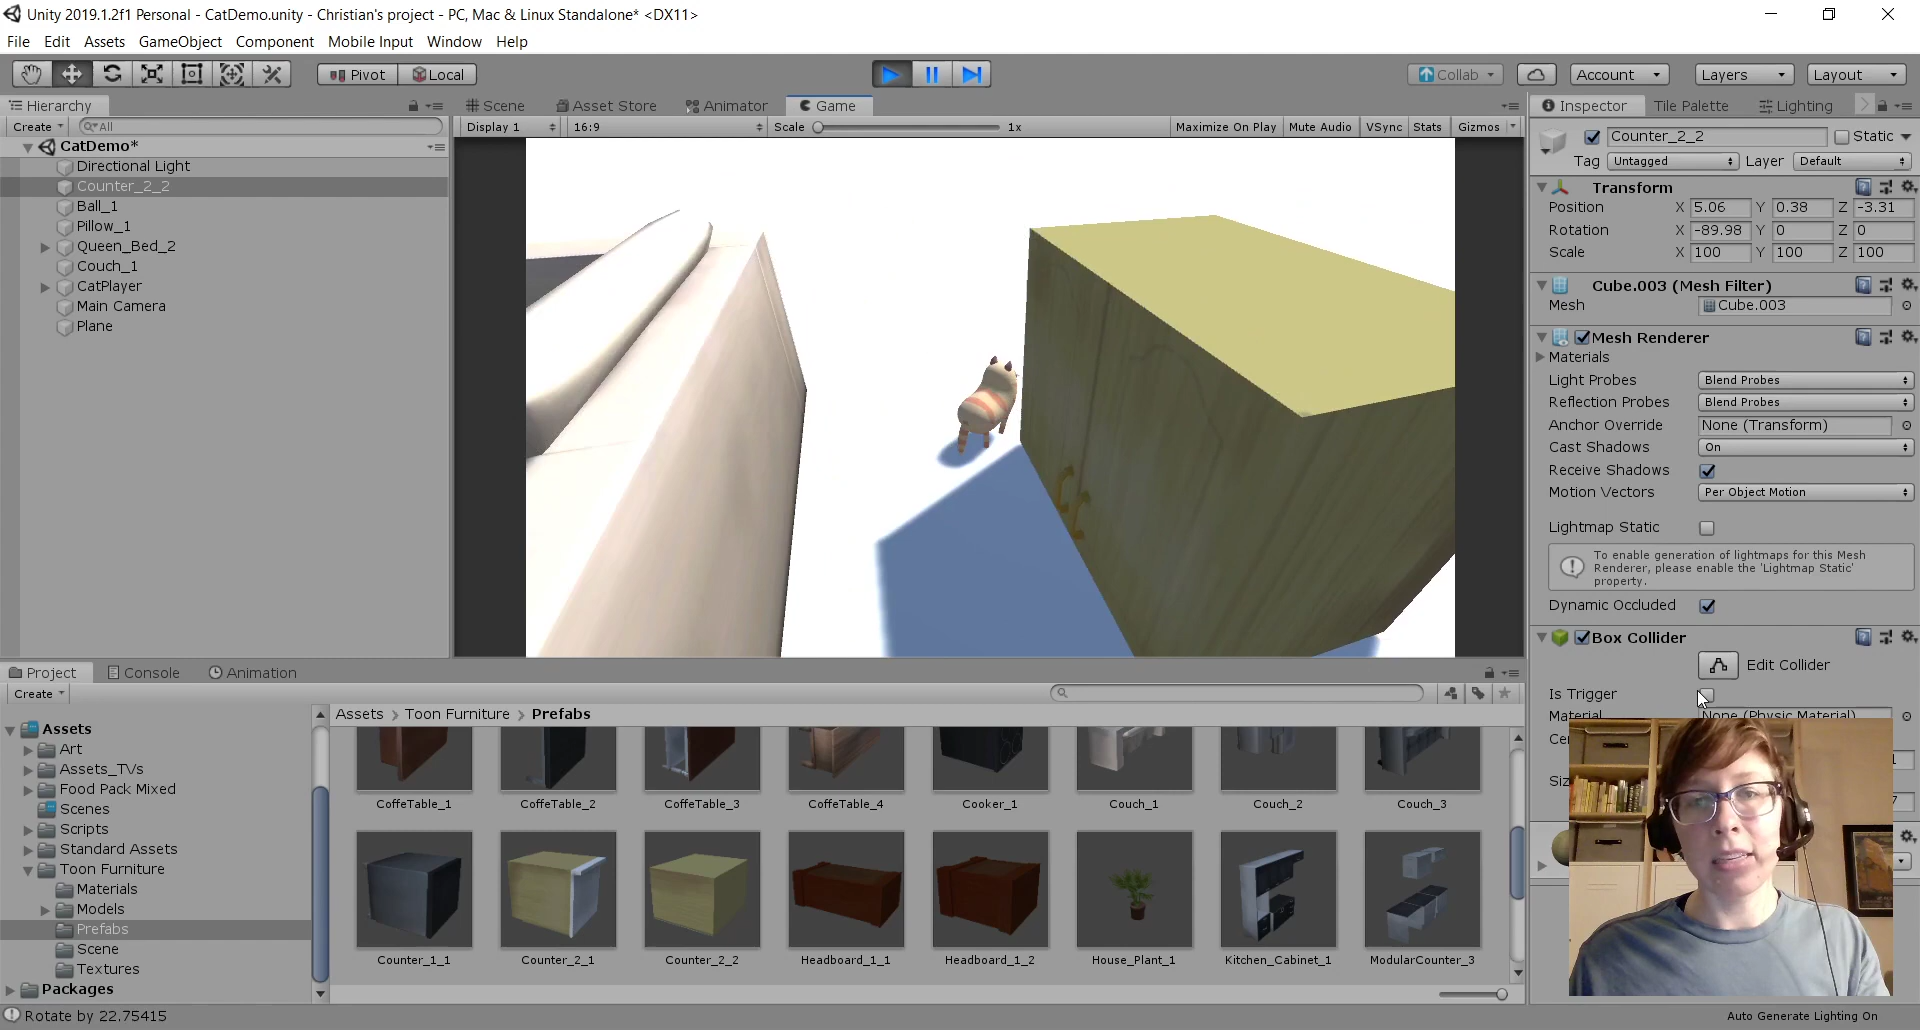 Unity 2019.1.2f1 Personal - CatDemo.unity - Christian's project - PC, Mac & Linux Standalone* <DX11>
File Edit Assets GameObject Component Mobile Input Window Help
Pivot Local Collab Account Layers Layout
Hierarchy
Create All
CatDemo*
Directional Light
Counter_2_2
Ball_1
Pillow_1
Queen_Bed_2
Couch_1
CatPlayer
Main Camera
Plane
Scene Asset Store Animator Game
Display 1 16:9 Scale 1x Maximize On Play Mute Audio VSync Stats Gizmos
Inspector Tile Palette Lighting
Counter_2_2 Static
Tag Untagged Layer Default
Transform
Position X 5.06 Y 0.38 Z -3.31
Rotation X -89.98 Y 0 Z 0
Scale X 100 Y 100 Z 100
Cube.003 (Mesh Filter)
Mesh Cube.003
Mesh Renderer
Materials
Light Probes Blend Probes
Reflection Probes Blend Probes
Anchor Override None (Transform)
Cast Shadows On
Receive Shadows
Motion Vectors Per Object Motion
Lightmap Static
To enable generation of lightmaps for this Mesh
Renderer, please enable the 'Lightmap Static'
property.
Dynamic Occluded
Box Collider
Edit Collider
Is Trigger
Material None (Physic Material)
Project Console Animation
Create
Assets
Art
Assets_TVs
Food Pack Mixed
Scenes
Scripts
Standard Assets
Toon Furniture
Materials
Models
Prefabs
Scene
Textures
Packages
Assets > Toon Furniture > Prefabs
CoffeTable_1 CoffeTable_2 CoffeTable_3 CoffeTable_4 Cooker_1 Couch_1 Couch_2 Couch_3
Counter_1_1 Counter_2_1 Counter_2_2 Headboard_1_1 Headboard_1_2 House_Plant_1 Kitchen_Cabinet_1 ModularCounter_3
Rotate by 22.75415
Auto Generate Lighting On